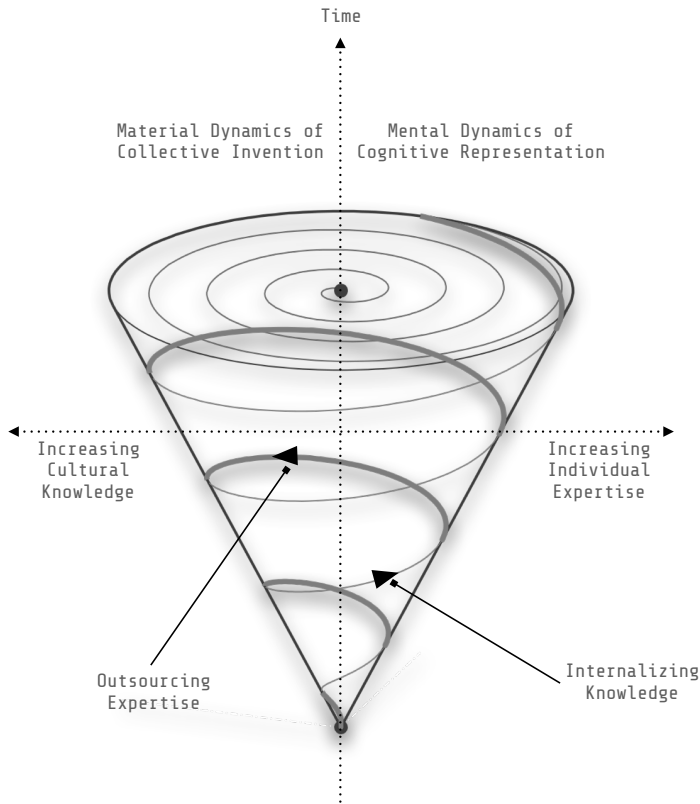 Time
Material Dynamics of
Collective Invention
Mental Dynamics of
Cognitive Representation
Increasing
Cultural
Knowledge
Increasing
Individual
Expertise
Outsourcing
Expertise
Internalizing
Knowledge